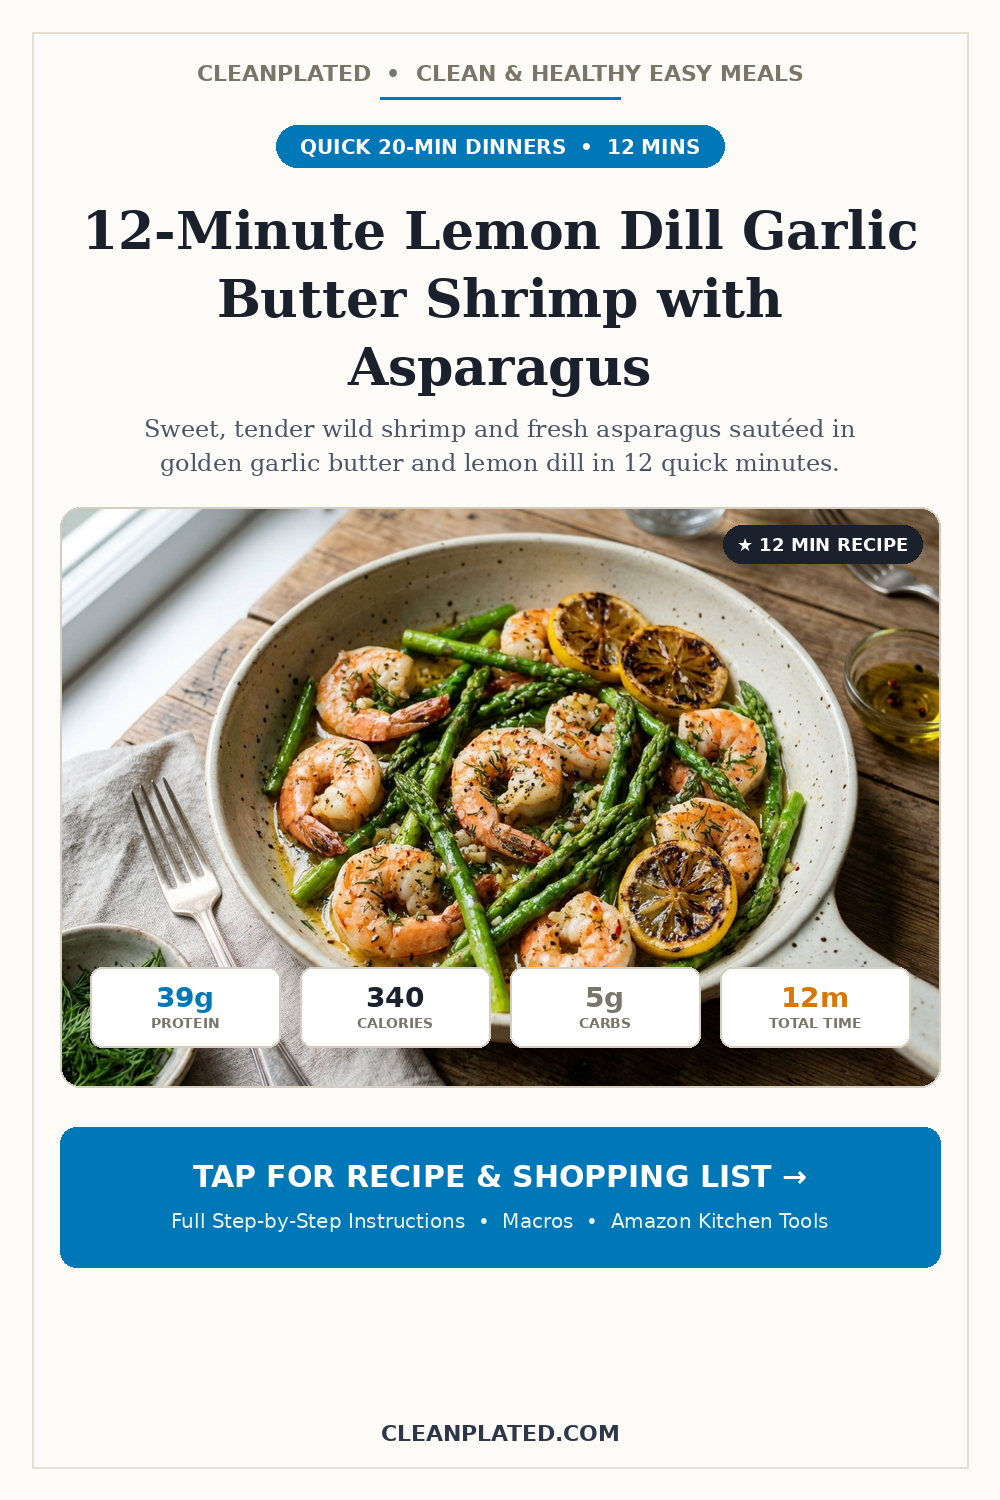 CLEANPLATED • CLEAN & HEALTHY EASY MEALS
QUICK 20-MIN DINNERS • 12 MINS
12-Minute Lemon Dill Garlic
Butter Shrimp with
Asparagus
Sweet, tender wild shrimp and fresh asparagus sautéed in
golden garlic butter and lemon dill in 12 quick minutes.
★ 12 MIN RECIPE
39g
PROTEIN
340
CALORIES
5g
CARBS
12m
TOTAL TIME
TAP FOR RECIPE & SHOPPING LIST →
Full Step-by-Step Instructions • Macros • Amazon Kitchen Tools
CLEANPLATED.COM